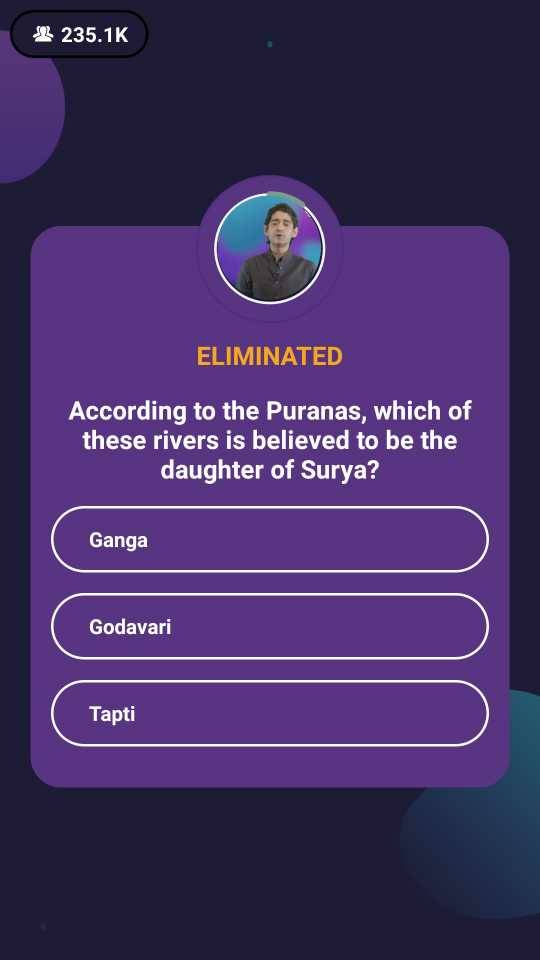 235.1K
ELIMINATED
According to the Puranas, which of
these rivers is believed to be the
daughter of Surya?
Ganga
Godavari
Tapti